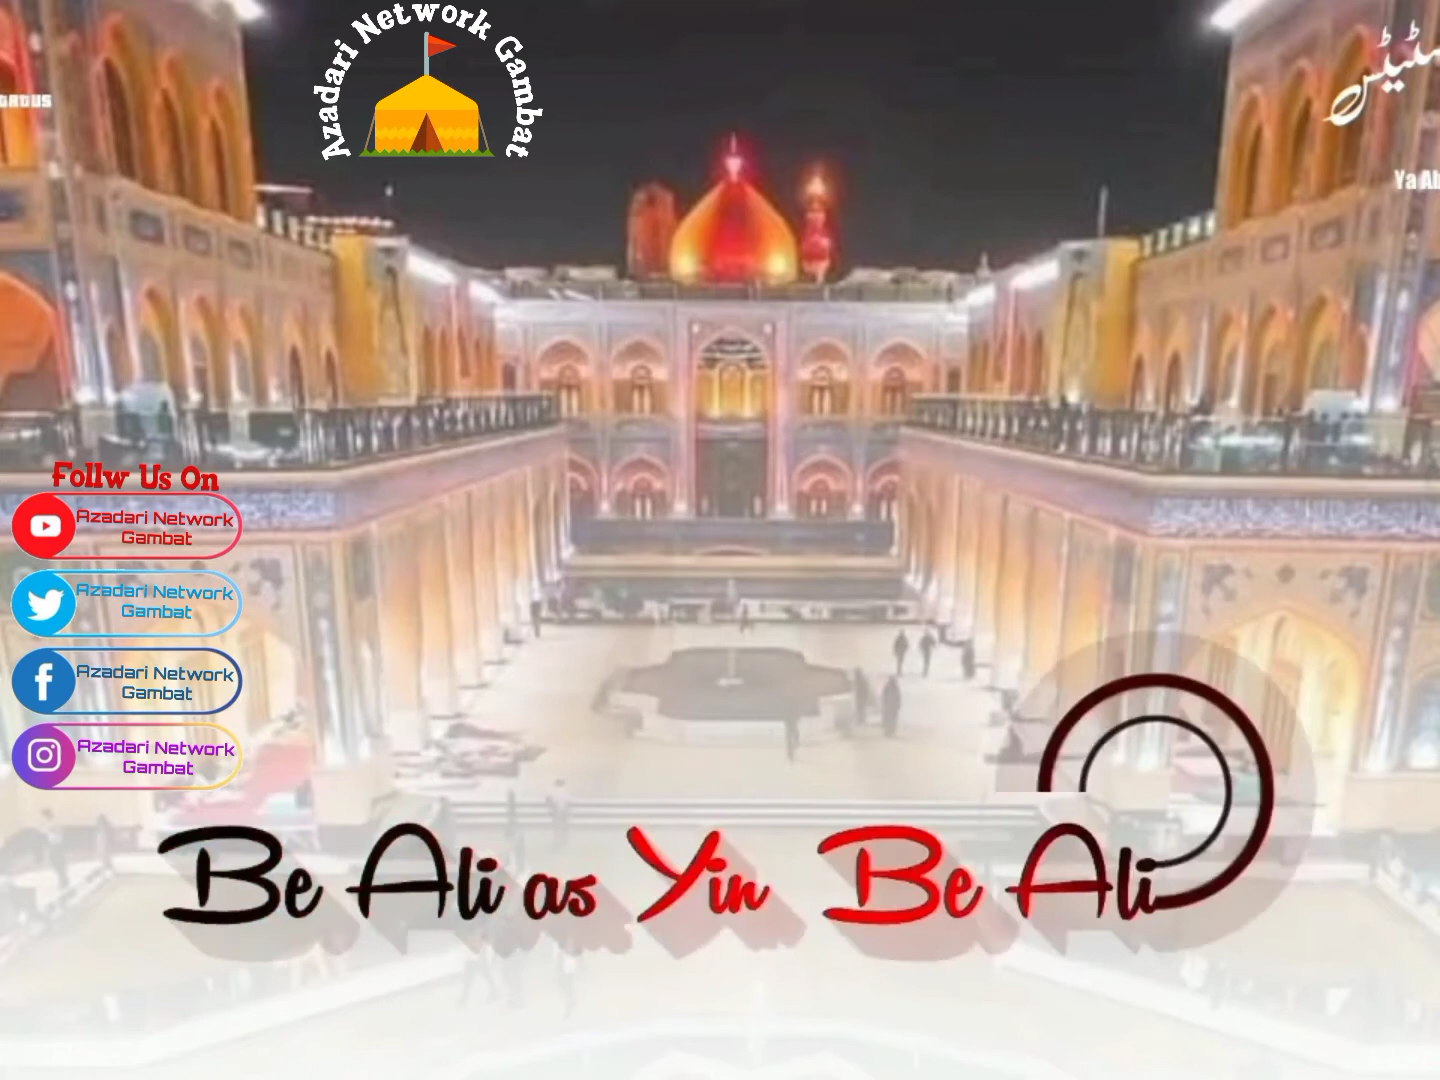 Azadari Network Gambat
سٹیٹس
Follw Us On
Azadari Network
Gambat
Azadari Network
Gambat
Azadari Network
Gambat
Azadari Network
Gambat
Be Ali as Yin Be Ali